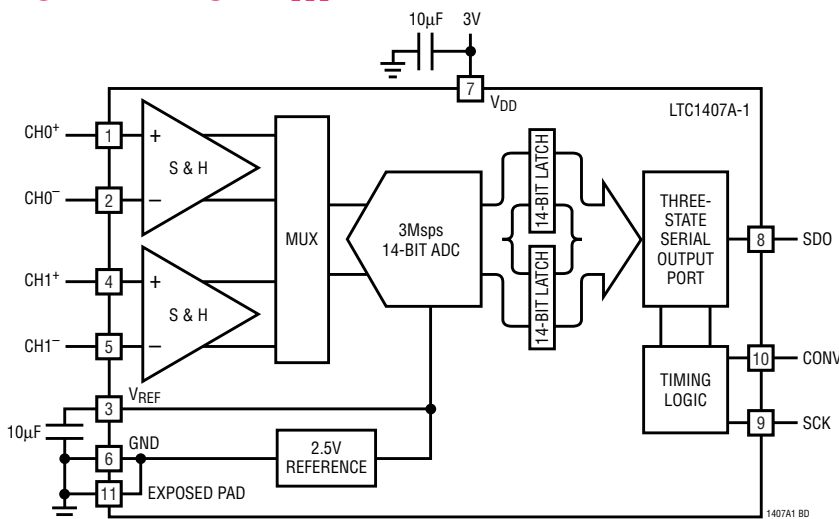 10µF
3V
7
VDD
LTC1407A-1
CH0+
1
+
S & H
CH0–
2
–
CH1+
4
+
S & H
CH1–
5
–
MUX
3Msps
14-BIT ADC
14-BIT LATCH
14-BIT LATCH
THREE-
STATE
SERIAL
OUTPUT
PORT
8
SDO
10
CONV
TIMING
LOGIC
9
SCK
3
VREF
10µF
6
GND
2.5V
REFERENCE
11
EXPOSED PAD
1407A1 BD